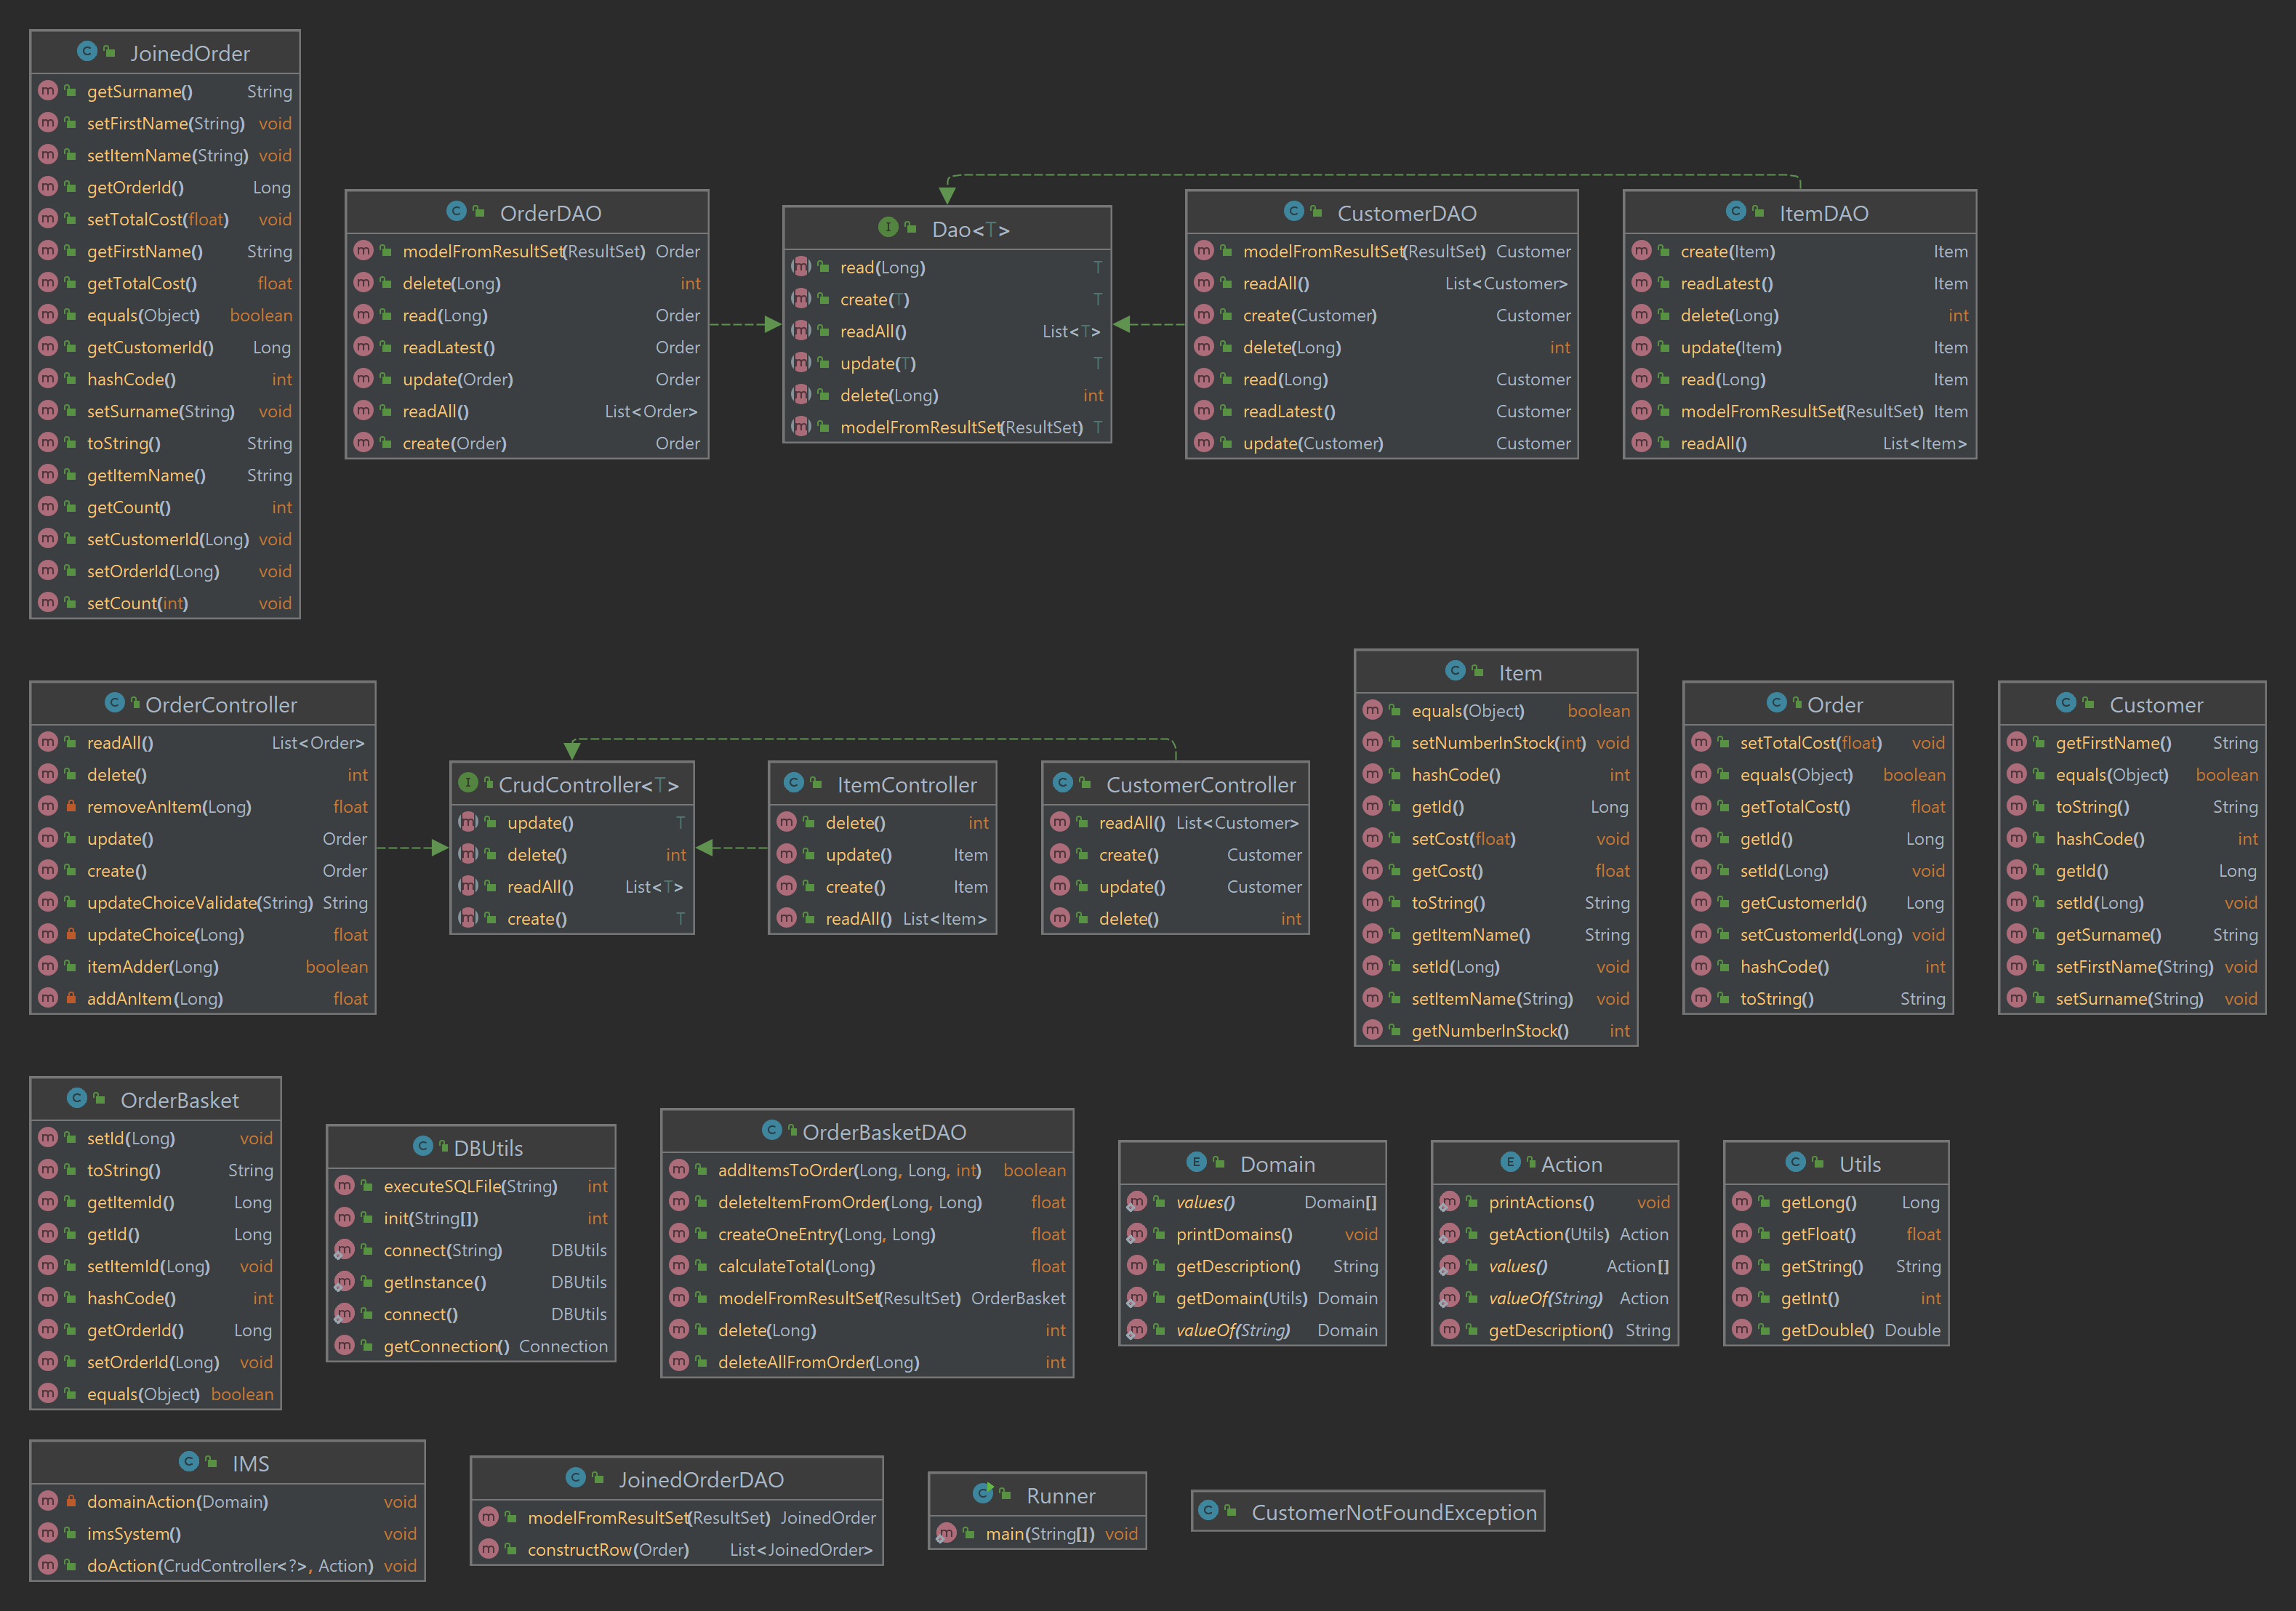 JoinedOrder
getSurname() String
setFirstName(String) void
setItemName(String) void
getOrderId() Long
setTotalCost(float) void
getFirstName() String
getTotalCost() float
equals(Object) boolean
getCustomerId() Long
hashCode() int
setSurname(String) void
toString() String
getItemName() String
getCount() int
setCustomerId(Long) void
setOrderId(Long) void
setCount(int) void
OrderDAO
modelFromResultSet(ResultSet) Order
delete(Long) int
read(Long) Order
readLatest() Order
update(Order) Order
readAll() List<Order>
create(Order) Order
Dao<T>
read(Long) T
create(T) T
readAll() List<T>
update(T) T
delete(Long) int
modelFromResultSet(ResultSet) T
CustomerDAO
modelFromResultSet(ResultSet) Customer
readAll() List<Customer>
create(Customer) Customer
delete(Long) int
read(Long) Customer
readLatest() Customer
update(Customer) Customer
ItemDAO
create(Item) Item
readLatest() Item
delete(Long) int
update(Item) Item
read(Long) Item
modelFromResultSet(ResultSet) Item
readAll() List<Item>
OrderController
readAll() List<Order>
delete() int
removeAnItem(Long) float
update() Order
create() Order
updateChoiceValidate(String) String
updateChoice(Long) float
itemAdder(Long) boolean
addAnItem(Long) float
CrudController<T>
update() T
delete() int
readAll() List<T>
create() T
ItemController
delete() int
update() Item
create() Item
readAll() List<Item>
CustomerController
readAll() List<Customer>
create() Customer
update() Customer
delete() int
Item
equals(Object) boolean
setNumberInStock(int) void
hashCode() int
getId() Long
setCost(float) void
getCost() float
toString() String
getItemName() String
setId(Long) void
setItemName(String) void
getNumberInStock() int
Order
setTotalCost(float) void
equals(Object) boolean
getTotalCost() float
getId() Long
setId(Long) void
getCustomerId() Long
setCustomerId(Long) void
hashCode() int
toString() String
Customer
getFirstName() String
equals(Object) boolean
toString() String
hashCode() int
getId() Long
setId(Long) void
getSurname() String
setFirstName(String) void
setSurname(String) void
OrderBasket
setId(Long) void
toString() String
getItemId() Long
getId() Long
setItemId(Long) void
hashCode() int
getOrderId() Long
setOrderId(Long) void
equals(Object) boolean
DBUtils
executeSQLFile(String) int
init(String[]) int
connect(String) DBUtils
getInstance() DBUtils
connect() DBUtils
getConnection() Connection
OrderBasketDAO
addItemsToOrder(Long, Long, int) boolean
deleteItemFromOrder(Long, Long) float
createOneEntry(Long, Long) float
calculateTotal(Long) float
modelFromResultSet(ResultSet) OrderBasket
delete(Long) int
deleteAllFromOrder(Long) int
Domain
values() Domain[]
printDomains() void
getDescription() String
getDomain(Utils) Domain
valueOf(String) Domain
Action
printActions() void
getAction(Utils) Action
values() Action[]
valueOf(String) Action
getDescription() String
Utils
getLong() Long
getFloat() float
getString() String
getInt() int
getDouble() Double
IMS
domainAction(Domain) void
imsSystem() void
doAction(CrudController<?>, Action) void
JoinedOrderDAO
modelFromResultSet(ResultSet) JoinedOrder
constructRow(Order) List<JoinedOrder>
Runner
main(String[]) void
CustomerNotFoundException